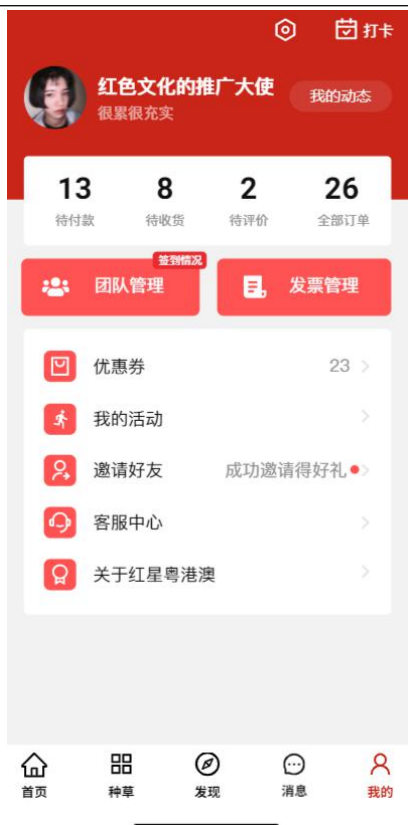 打卡
红色文化的推广大使
我的动态
很累很充实
13 8 2 26
待付款 待收货 待评价 全部订单
签到情况
团队管理 发票管理
优惠券 23
我的活动
邀请好友 成功邀请得好礼
客服中心
关于红星粤港澳
首页 种草 发现 消息 我的